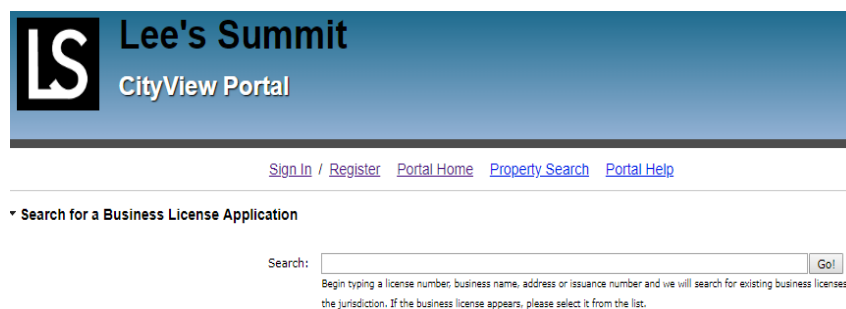 LS
Lee's Summit
CityView Portal
Sign In / Register Portal Home Property Search Portal Help
Search for a Business License Application
Search: Go!
Begin typing a license number, business name, address or issuance number and we will search for existing business licenses
the jurisdiction. If the business license appears, please select it from the list.